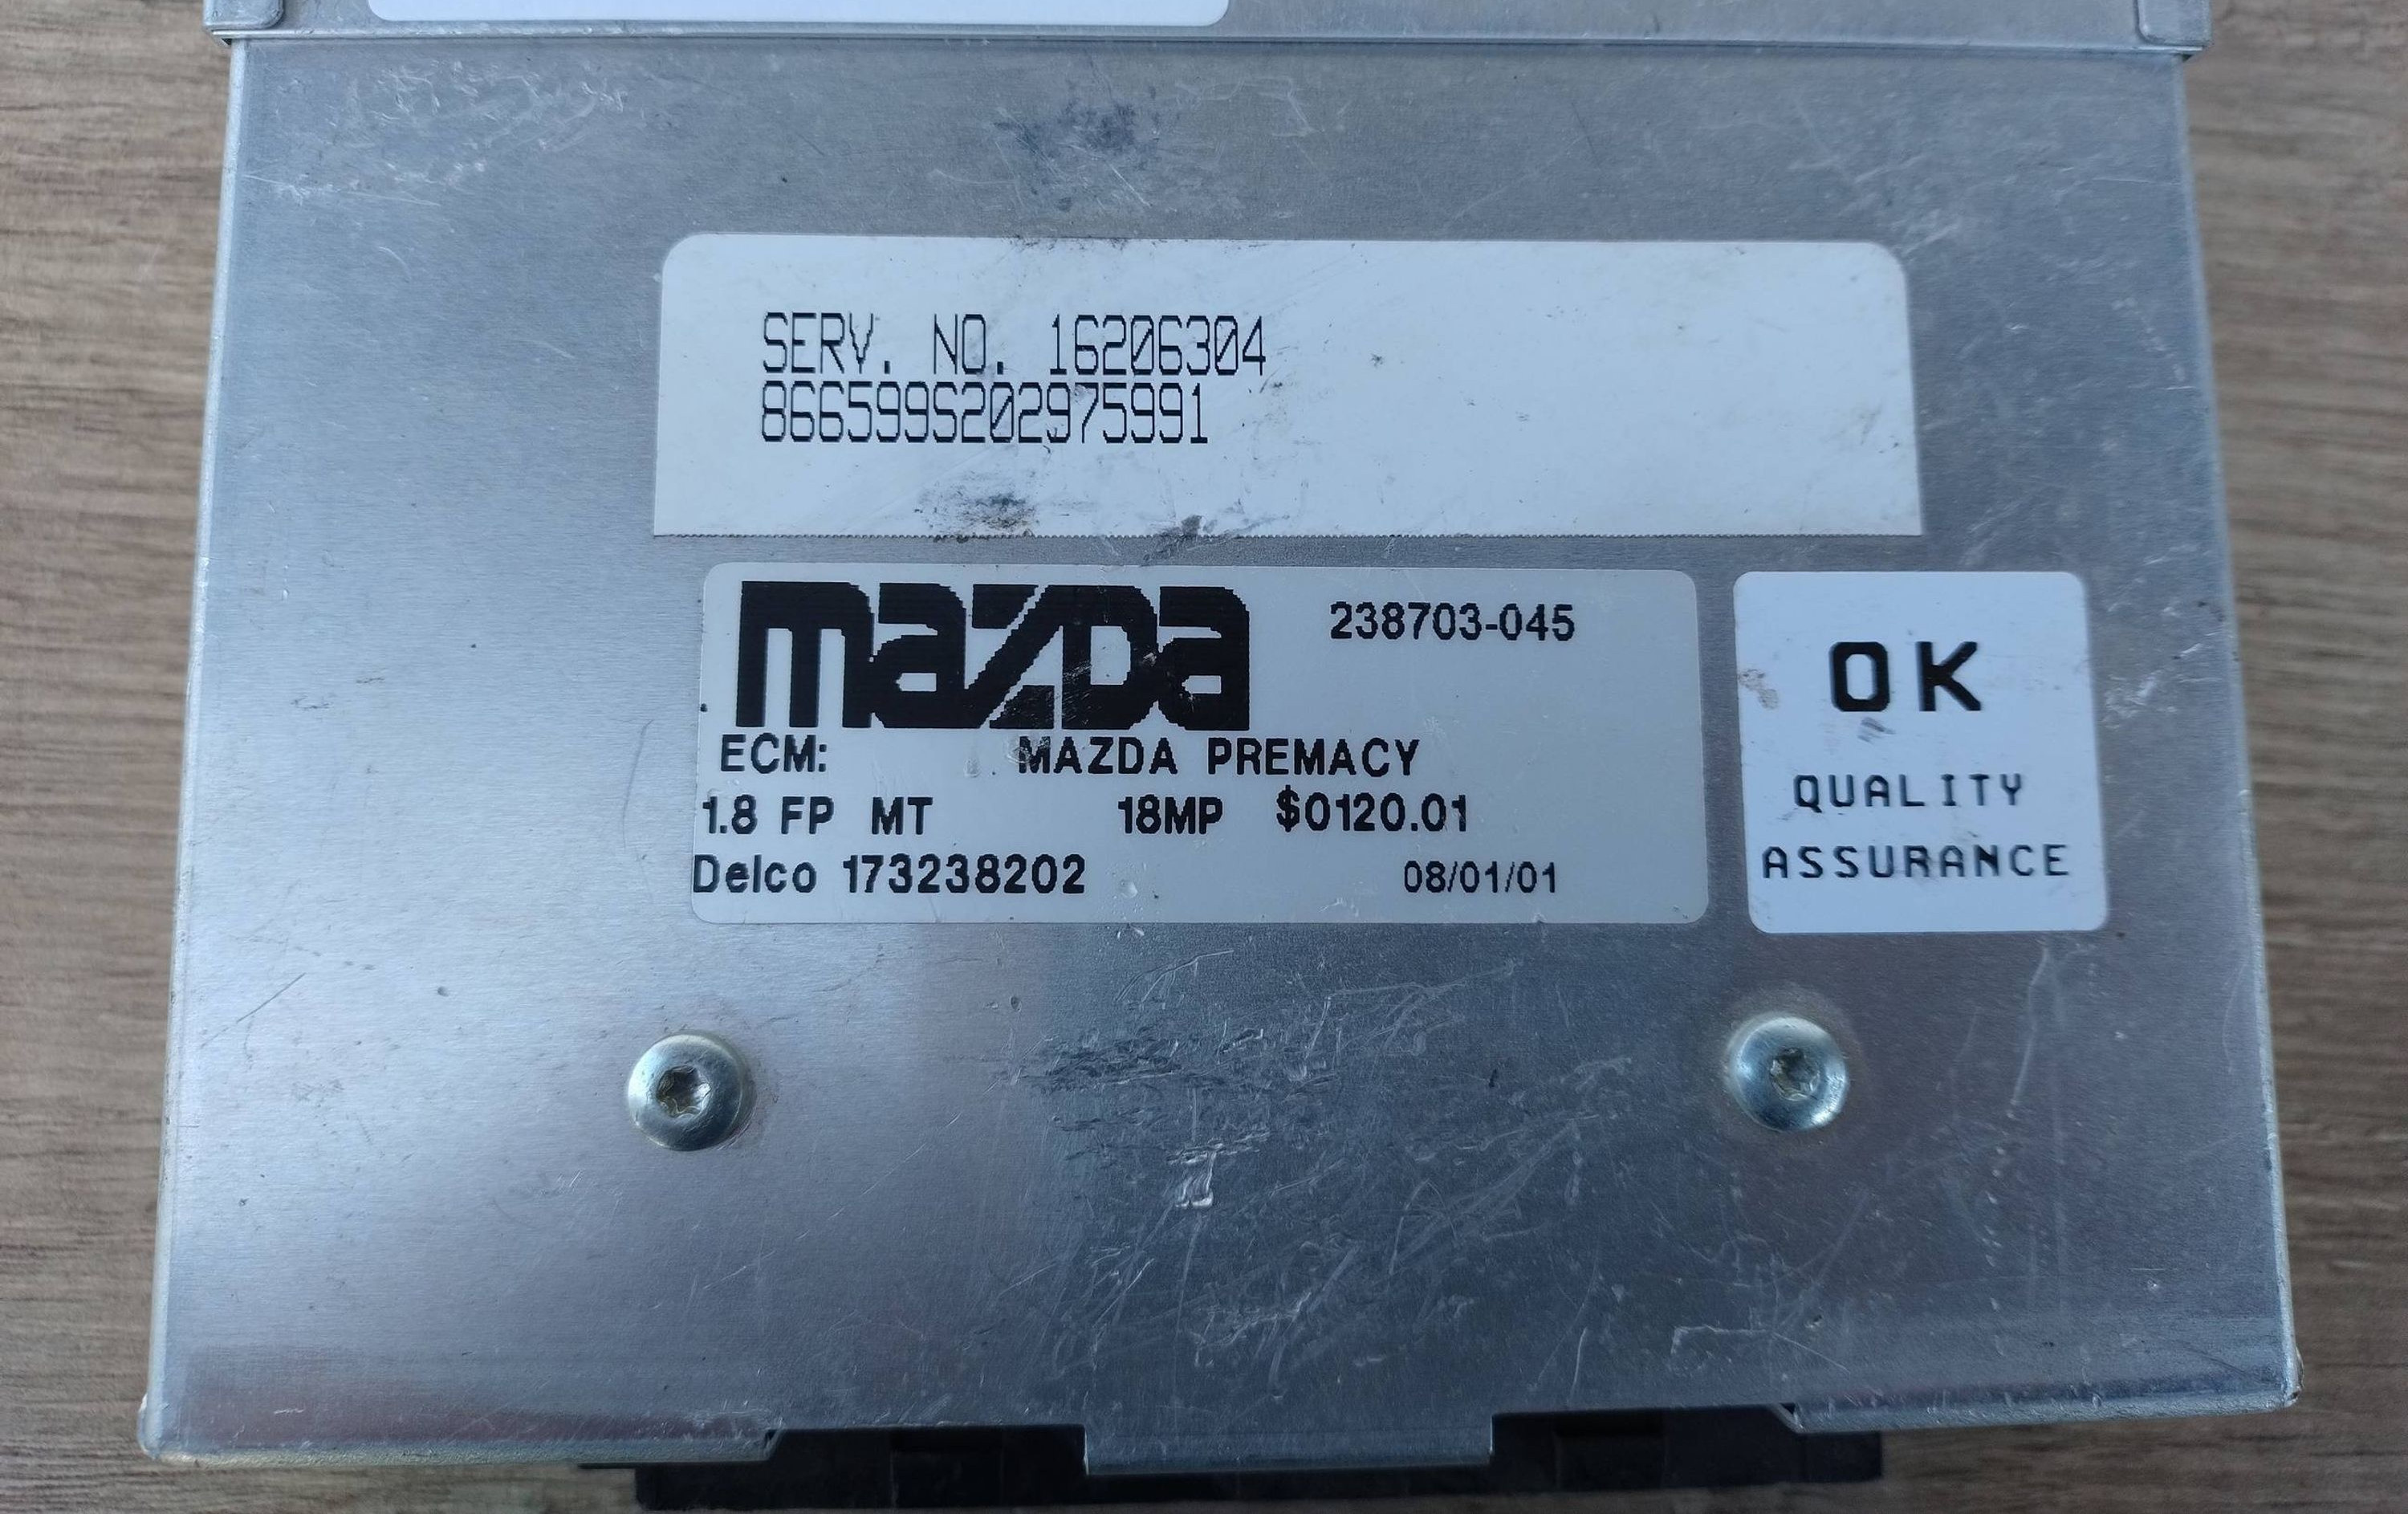 SERV. NO. 16206304
866599S202975991
mazda 238703-045
ECM: MAZDA PREMACY
1.8 FP MT 18MP $0120.01
Delco 173238202 08/01/01
OK
QUALITY
ASSURANCE